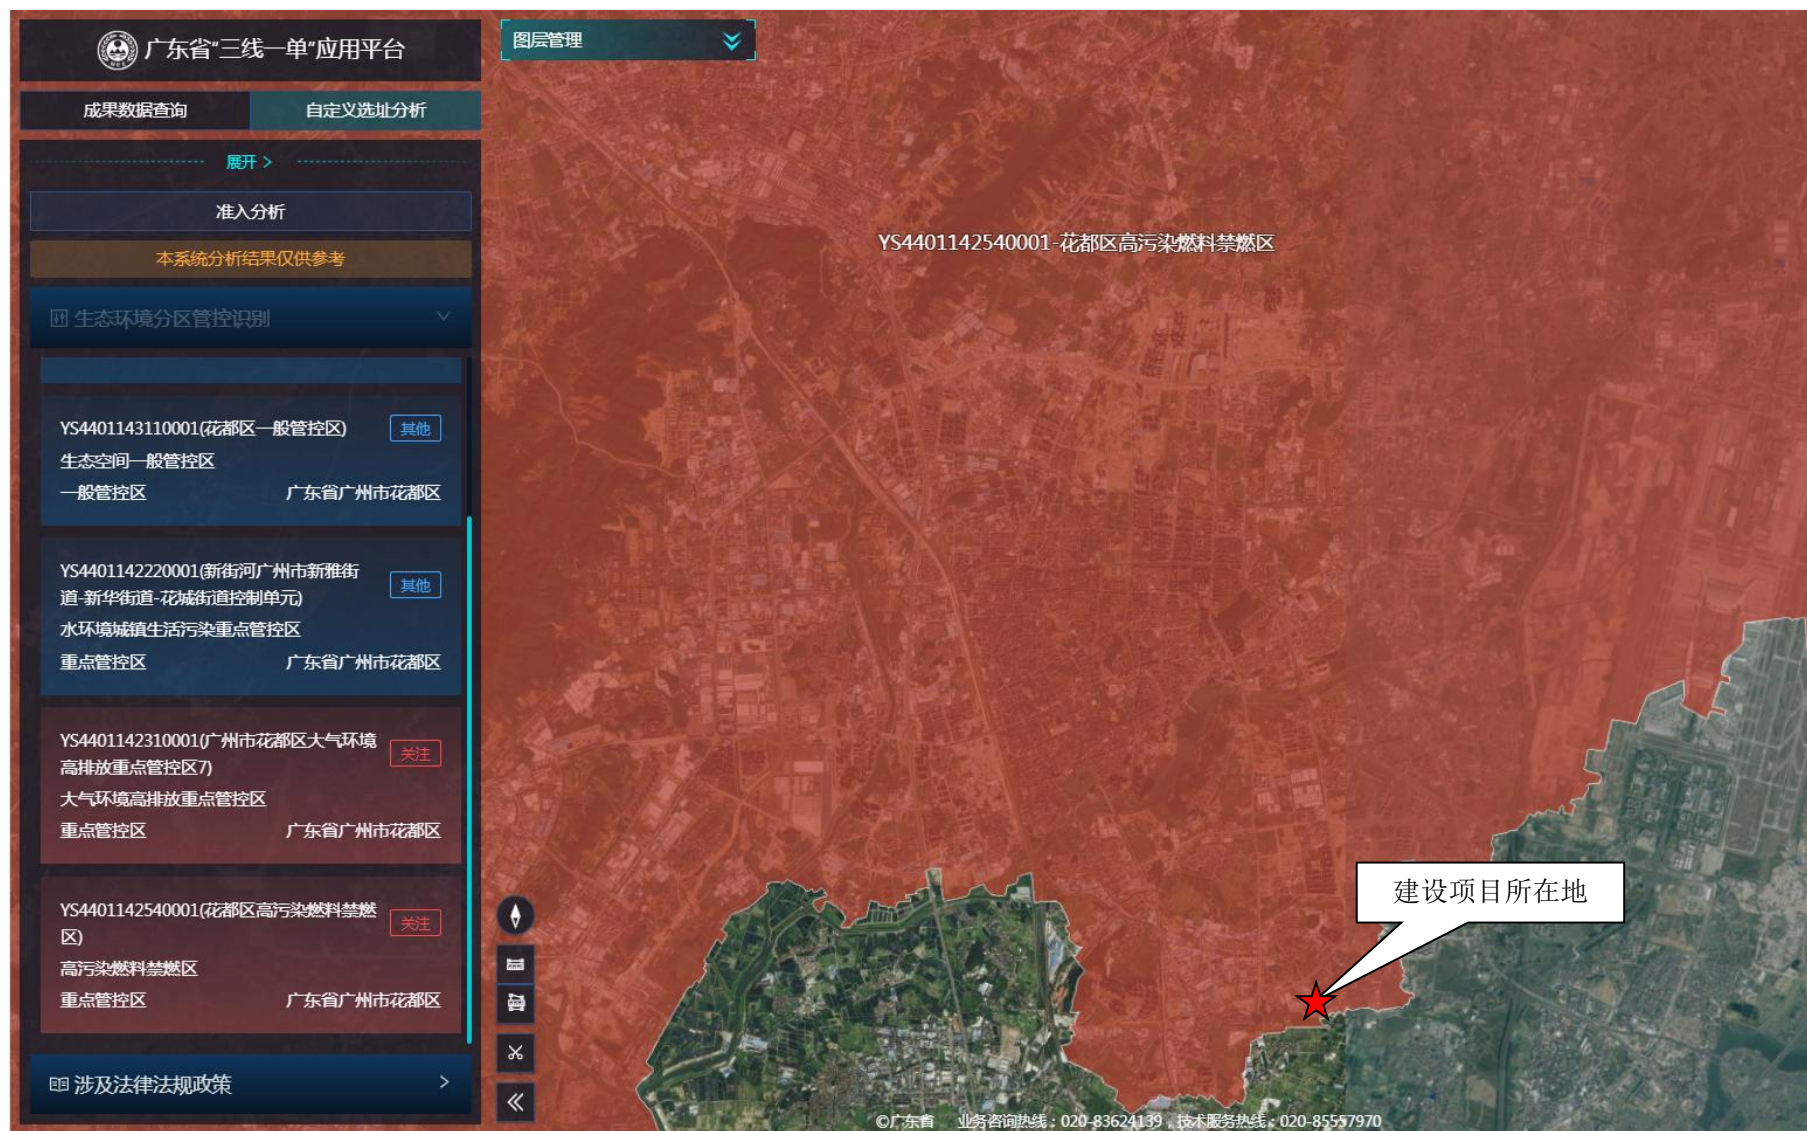 广东省“三线一单”应用平台
成果数据查询
自定义选址分析
展开 >
准入分析
本系统分析结果仅供参考
生态环境分区管控识别
YS4401143110001(花都区一般管控区)
其他
生态空间一般管控区
一般管控区
广东省广州市花都区
YS4401142220001(新街河广州市新雅街
道-新华街道-花城街道控制单元)
其他
水环境城镇生活污染重点管控区
重点管控区
广东省广州市花都区
YS4401142310001(广州市花都区大气环境
高排放重点管控区7)
关注
大气环境高排放重点管控区
重点管控区
广东省广州市花都区
YS4401142540001(花都区高污染燃料禁燃
区)
关注
高污染燃料禁燃区
重点管控区
广东省广州市花都区
涉及法律法规政策
图层管理
YS4401142540001-花都区高污染燃料禁燃区
建设项目所在地
©广东省 业务咨询热线：020-83624139，技术服务热线：020-85557970